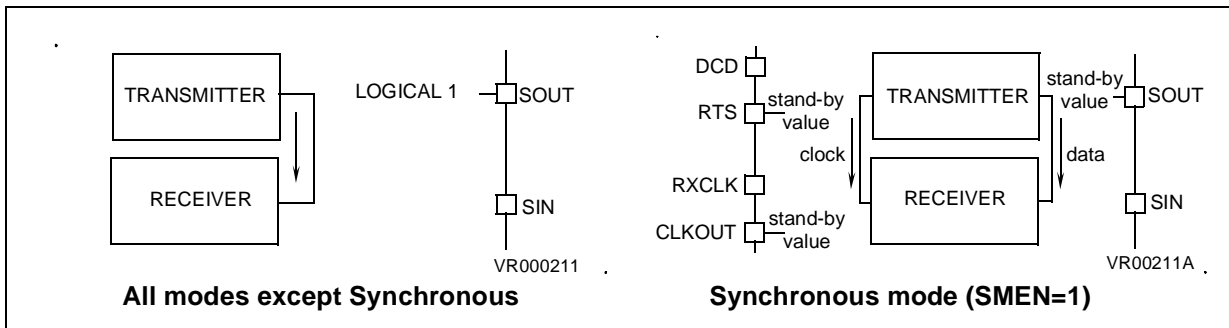 TRANSMITTER
RECEIVER
LOGICAL 1
SOUT
SIN
VR000211
All modes except Synchronous
DCD
RTS
stand-by
value
clock
RXCLK
CLKOUT
stand-by
value
TRANSMITTER
RECEIVER
data
stand-by
value
SOUT
SIN
VR00211A
Synchronous mode (SMEN=1)